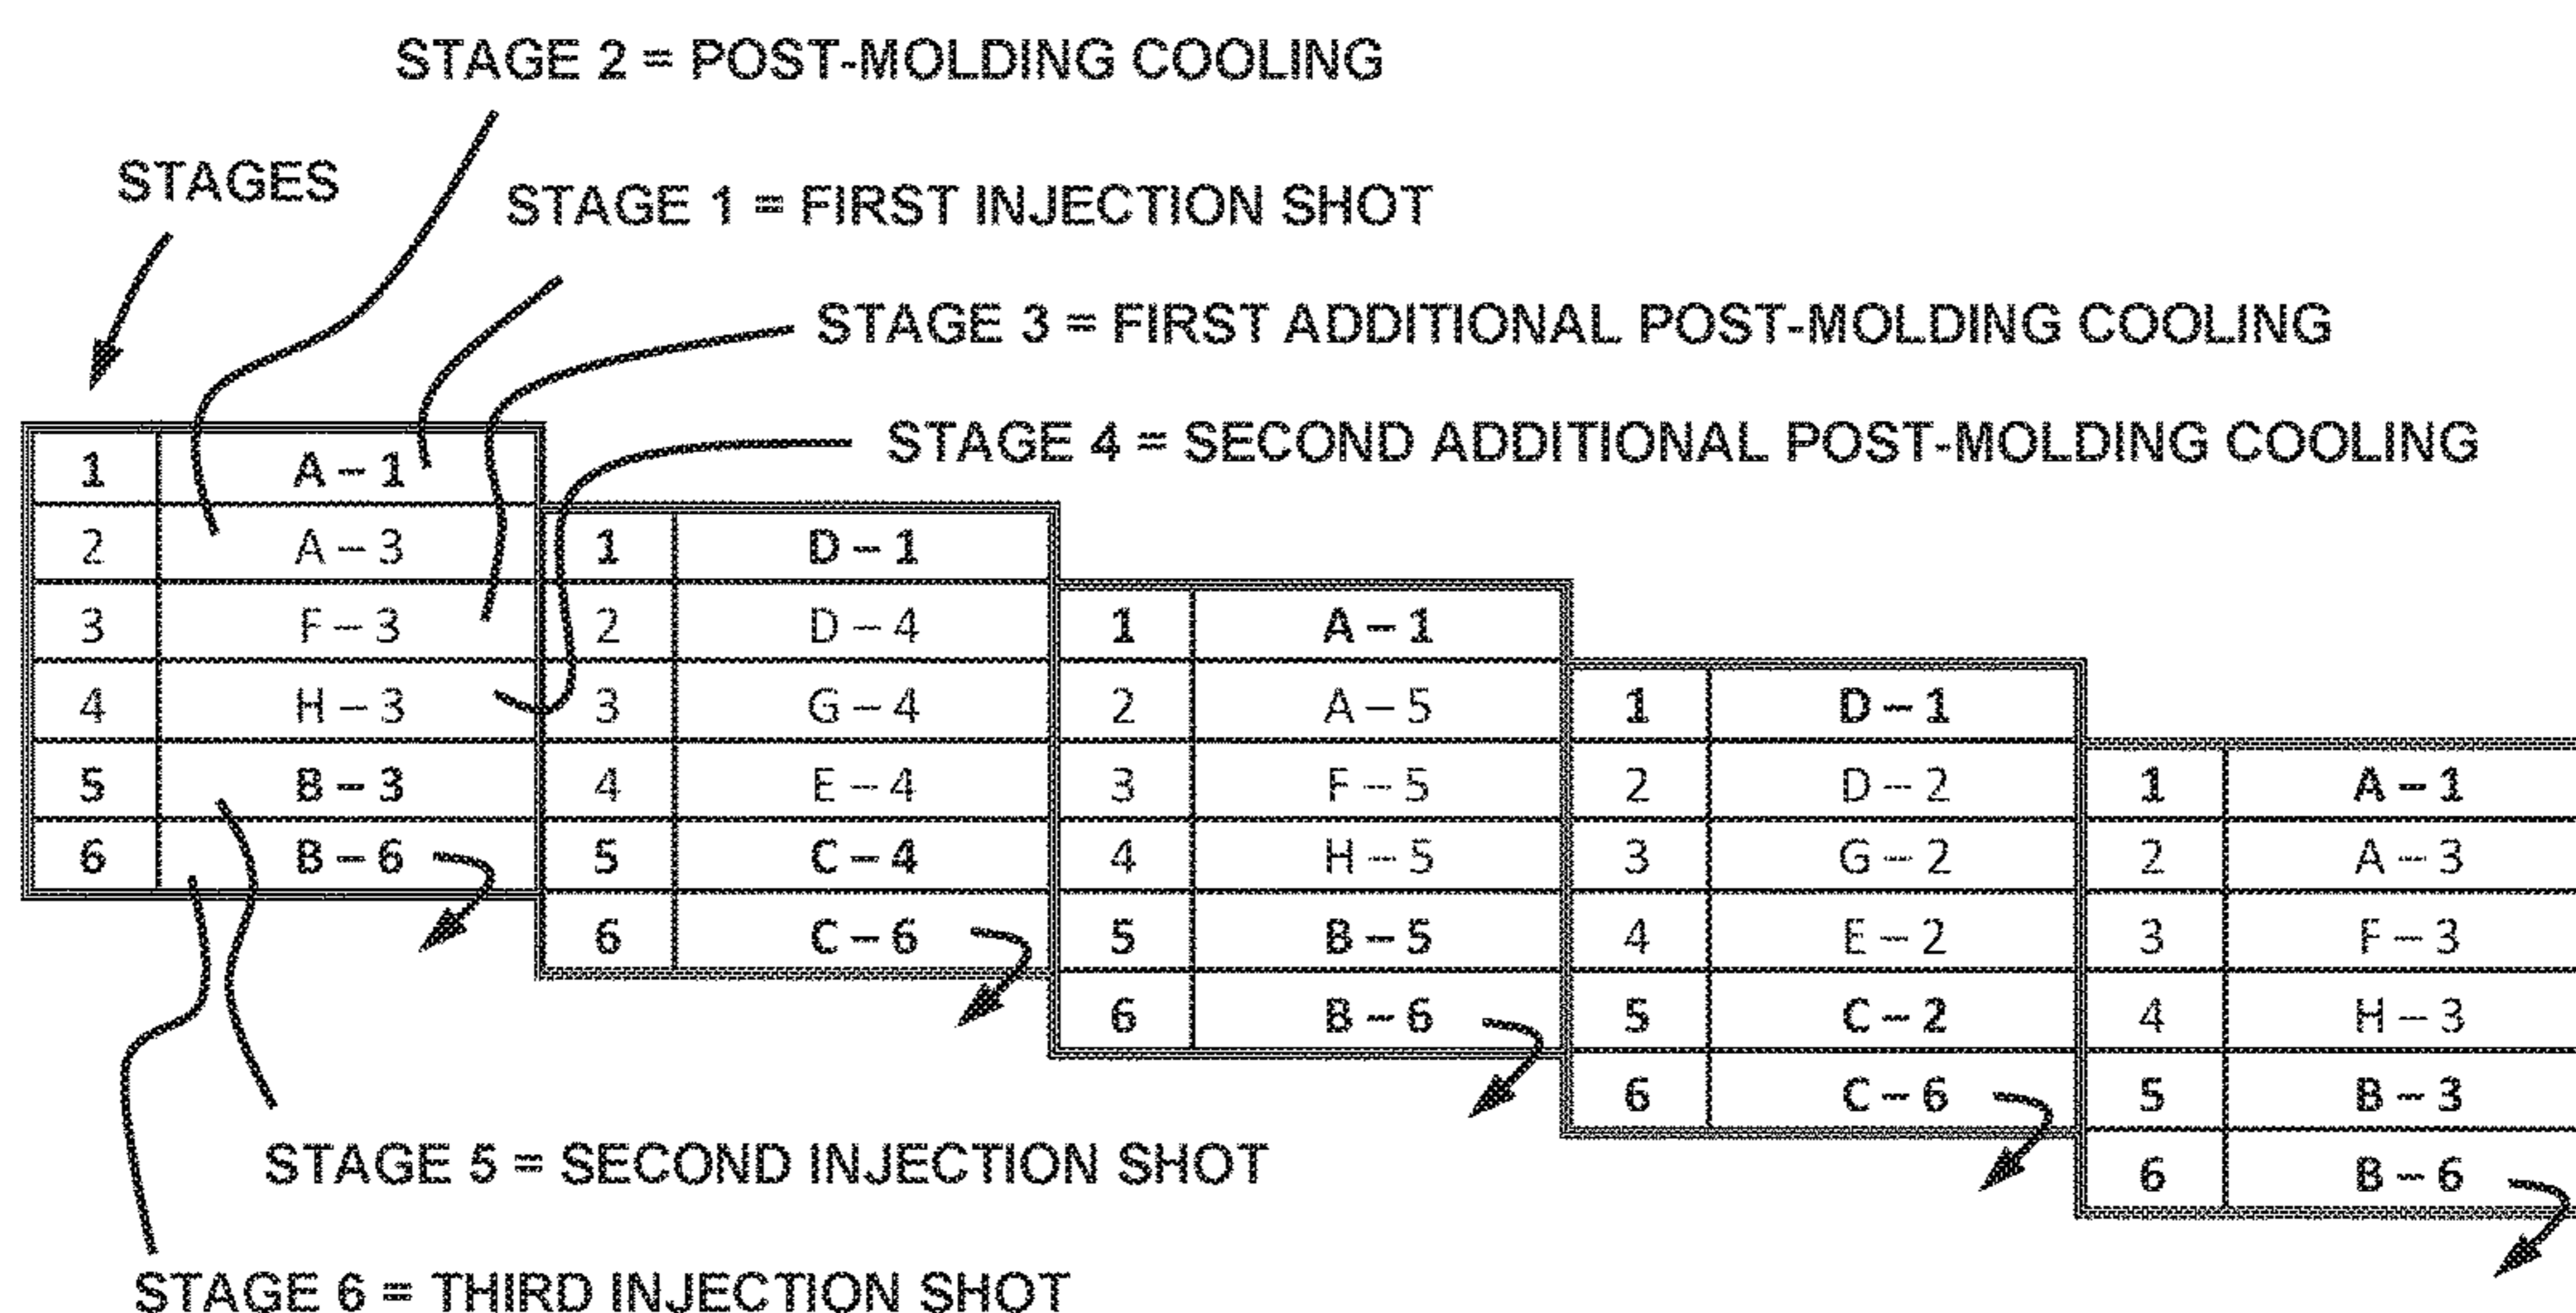 STAGE 2 = POST-MOLDING COOLING
STAGES
STAGE 1 = FIRST INJECTION SHOT
STAGE 3 = FIRST ADDITIONAL POST-MOLDING COOLING
STAGE 4 = SECOND ADDITIONAL POST-MOLDING COOLING
1 A – 1
2 A – 3 1 D – 1
3 F – 3 2 D – 4 1 A – 1
4 H – 3 3 G – 4 2 A – 5 1 D – 1
5 B – 3 4 E – 4 3 F – 5 2 D – 2 1 A – 1
6 B – 6 5 C – 4 4 H – 5 3 G – 2 2 A – 3
6 C – 6 5 B – 5 4 E – 2 3 F – 3
6 B – 6 5 C – 2 4 H – 3
6 C – 6 5 B – 3
6 B – 6
STAGE 5 = SECOND INJECTION SHOT
STAGE 6 = THIRD INJECTION SHOT